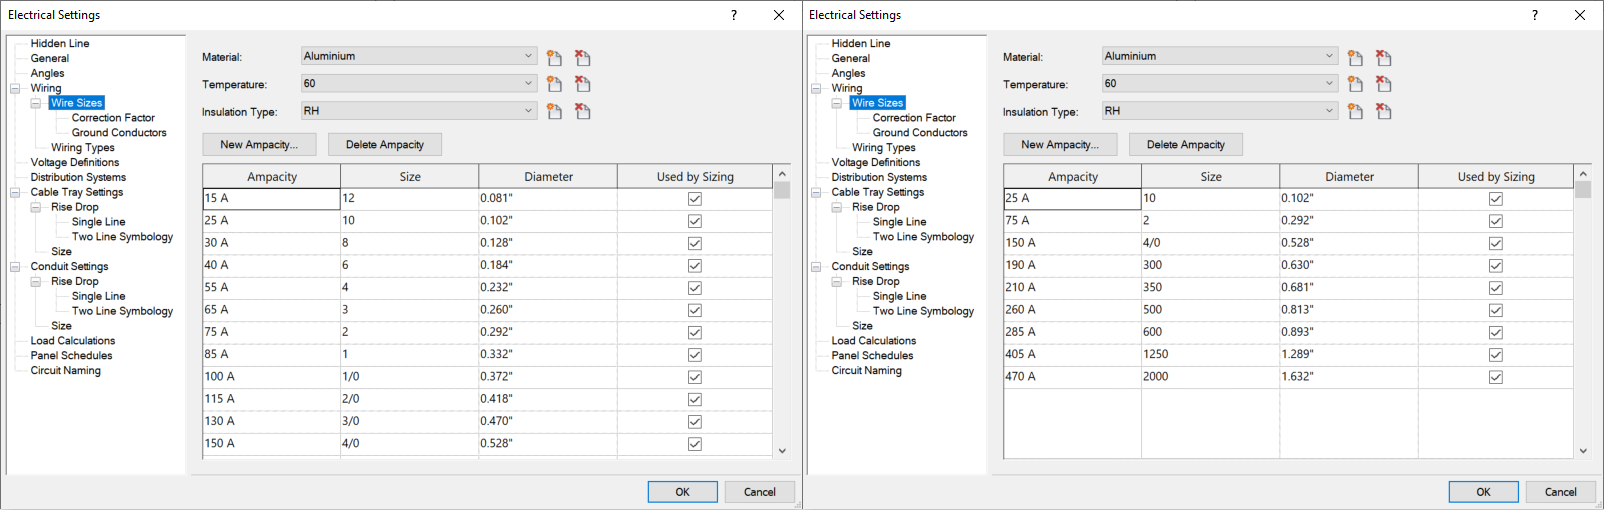 Electrical Settings
?
Hidden Line
General
Angles
Wiring
Wire Sizes
Correction Factor
Ground Conductors
Wiring Types
Voltage Definitions
Distribution Systems
Cable Tray Settings
Rise Drop
Single Line
Two Line Symbology
Size
Conduit Settings
Rise Drop
Single Line
Two Line Symbology
Size
Load Calculations
Panel Schedules
Circuit Naming
Material: Aluminium
Temperature: 60
Insulation Type: RH
New Ampacity... Delete Ampacity
Ampacity Size Diameter Used by Sizing
15 A 12 0.081"
25 A 10 0.102"
30 A 8 0.128"
40 A 6 0.184"
55 A 4 0.232"
65 A 3 0.260"
75 A 2 0.292"
85 A 1 0.332"
100 A 1/0 0.372"
115 A 2/0 0.418"
130 A 3/0 0.470"
150 A 4/0 0.528"
OK Cancel
Electrical Settings
?
Hidden Line
General
Angles
Wiring
Wire Sizes
Correction Factor
Ground Conductors
Wiring Types
Voltage Definitions
Distribution Systems
Cable Tray Settings
Rise Drop
Single Line
Two Line Symbology
Size
Conduit Settings
Rise Drop
Single Line
Two Line Symbology
Size
Load Calculations
Panel Schedules
Circuit Naming
Material: Aluminium
Temperature: 60
Insulation Type: RH
New Ampacity... Delete Ampacity
Ampacity Size Diameter Used by Sizing
25 A 10 0.102"
75 A 2 0.292"
150 A 4/0 0.528"
190 A 300 0.630"
210 A 350 0.681"
260 A 500 0.813"
285 A 600 0.893"
405 A 1250 1.289"
470 A 2000 1.632"
OK Cancel